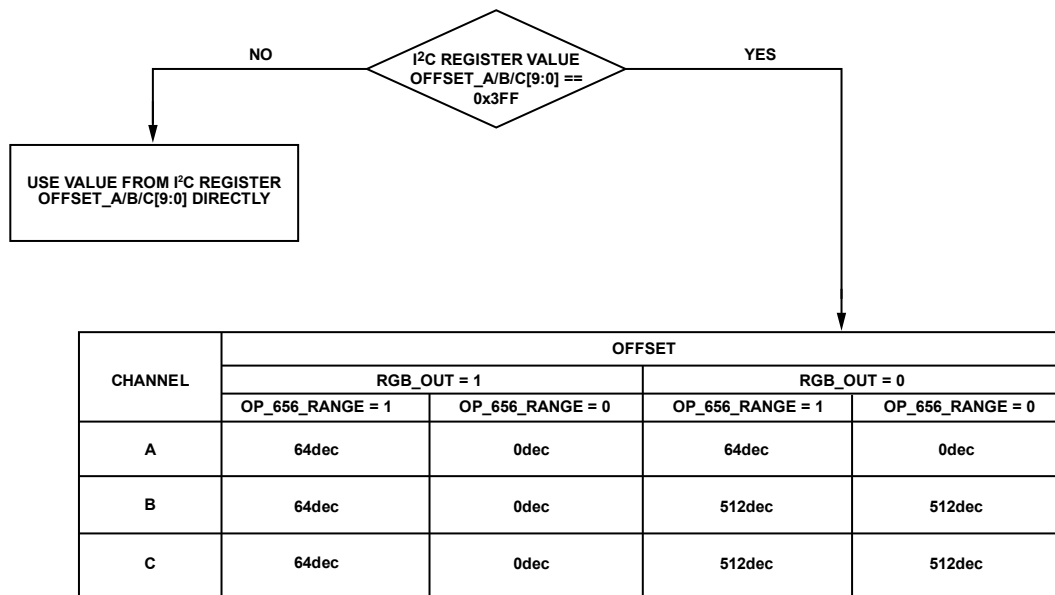 NO
I²C REGISTER VALUE
OFFSET_A/B/C[9:0] ==
0x3FF
YES
USE VALUE FROM I²C REGISTER
OFFSET_A/B/C[9:0] DIRECTLY
CHANNEL
OFFSET
RGB_OUT = 1
RGB_OUT = 0
OP_656_RANGE = 1 OP_656_RANGE = 0 OP_656_RANGE = 1 OP_656_RANGE = 0
A 64dec 0dec 64dec 0dec
B 64dec 0dec 512dec 512dec
C 64dec 0dec 512dec 512dec